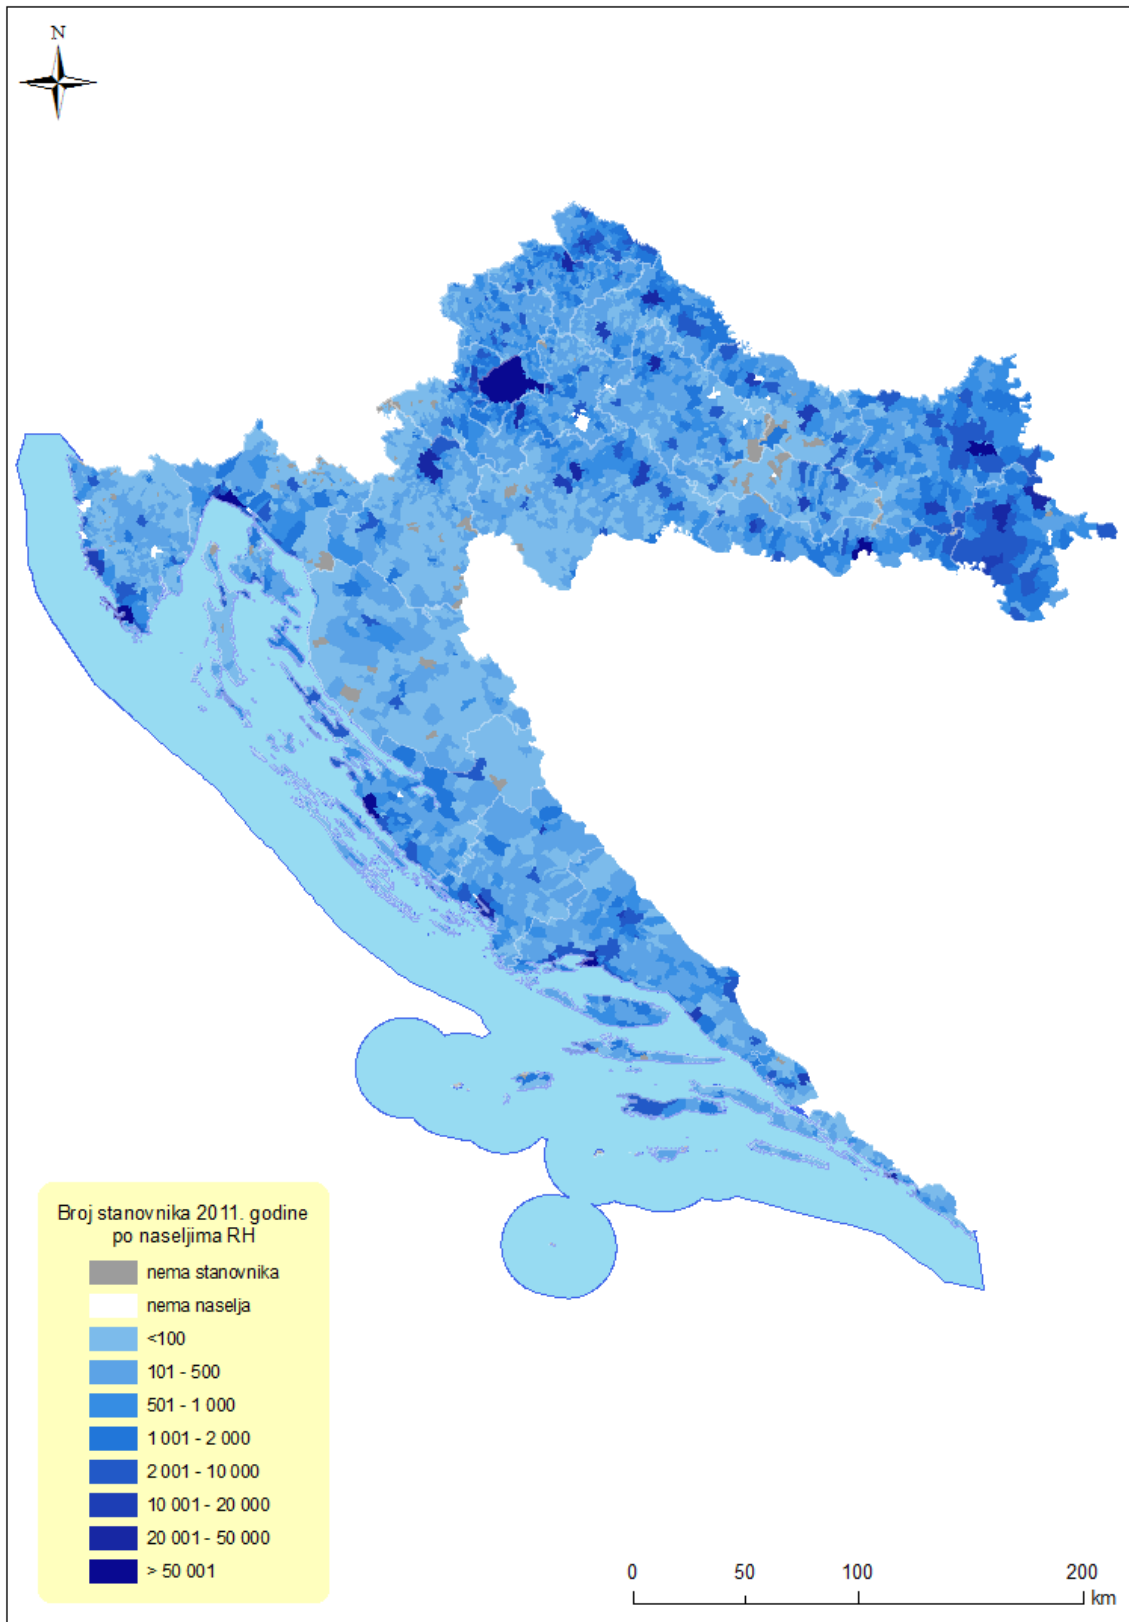 N
Broj stanovnika 2011. godine
po naseljima RH
nema stanovnika
nema naselja
<100
101 - 500
501 - 1 000
1 001 - 2 000
2 001 - 10 000
10 001 - 20 000
20 001 - 50 000
> 50 001
0 50 100 200
km